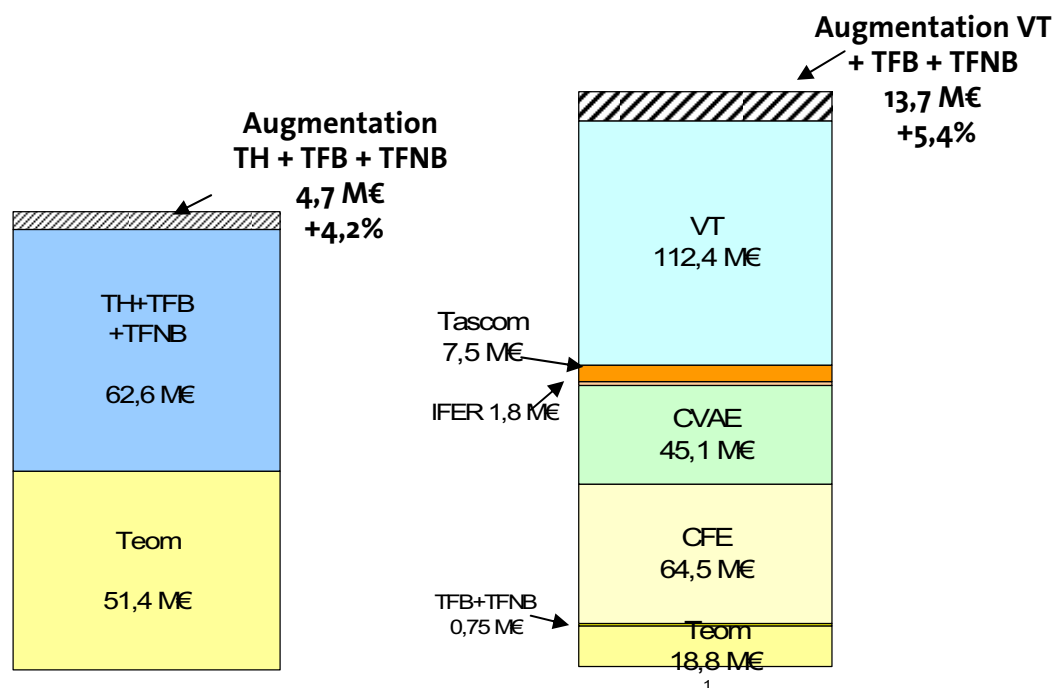 Augmentation
TH + TFB + TFNB
4,7 M€
+4,2%
TH+TFB
+TFNB
62,6 M€
Teom
51,4 M€
Augmentation VT
+ TFB + TFNB
13,7 M€
+5,4%
VT
112,4 M€
Tascom
7,5 M€
IFER 1,8 M€
CVAE
45,1 M€
CFE
64,5 M€
TFB+TFNB
0,75 M€
Teom
18,8 M€
1